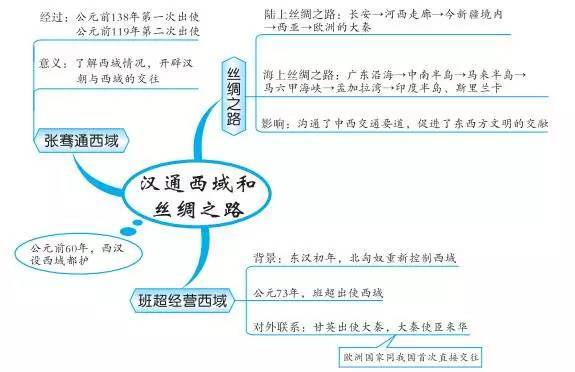 经过：公元前138年第一次出使
公元前119年第二次出使
意义：了解西域情况，开辟汉
朝与西域的交往
张骞通西域
陆上丝绸之路：长安→河西走廊→今新疆境内
→西亚→欧洲的大秦
海上丝绸之路：广东沿海→中南半岛→马来半岛→
马六甲海峡→孟加拉湾→印度半岛、斯里兰卡
影响：沟通了中西交通要道，促进了东西方文明的交融
丝绸之路
汉通西域和
丝绸之路
公元前60年，西汉
设西域都护
班超经营西域
背景：东汉初年，北匈奴重新控制西域
公元73年，班超出使西域
对外联系：甘英出使大秦，大秦使臣来华
欧洲国家同我国首次直接交往